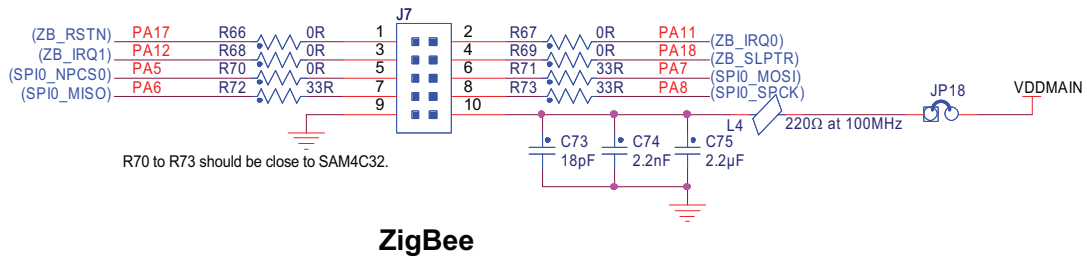 J7
(ZB_RSTN) PA17 R66 0R 1 2 R67 0R PA11 (ZB_IRQ0)
(ZB_IRQ1) PA12 R68 0R 3 4 R69 0R PA18 (ZB_SLPTR)
(SPI0_NPCS0) PA5 R70 0R 5 6 R71 33R PA7 (SPI0_MOSI)
(SPI0_MISO) PA6 R72 33R 7 8 R73 33R PA8 (SPI0_SPCK)
9 10
JP18 VDDMAIN
L4 220Ω at 100MHz
C73 C74 C75
18pF 2.2nF 2.2µF
R70 to R73 should be close to SAM4C32.
ZigBee